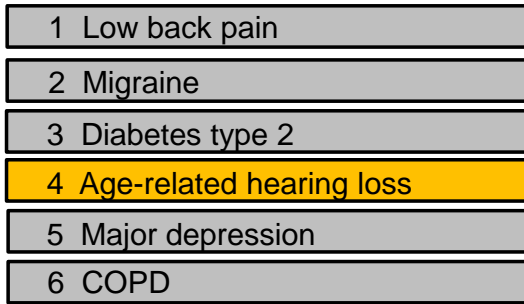 1 Low back pain
2 Migraine
3 Diabetes type 2
4 Age-related hearing loss
5 Major depression
6 COPD